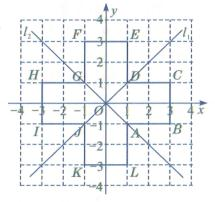 4 y
l₂ F 3 E l₁
2
H G 1 D C
−4 −3 −2 −1 O 1 2 3 4 x
I J −1 A B
−2
K −3 L
−4